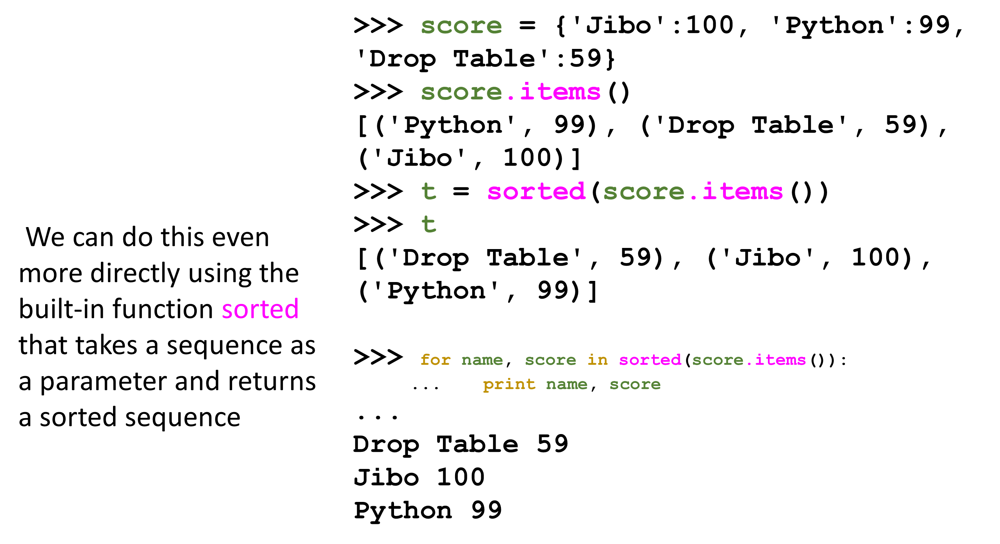 We can do this even
more directly using the
built-in function sorted
that takes a sequence as
a parameter and returns
a sorted sequence
>>> score = {'Jibo':100, 'Python':99,
'Drop Table':59}
>>> score.items()
[('Python', 99), ('Drop Table', 59),
('Jibo', 100)]
>>> t = sorted(score.items())
>>> t
[('Drop Table', 59), ('Jibo', 100),
('Python', 99)]
>>> for name, score in sorted(score.items()):
...    print name, score
...
Drop Table 59
Jibo 100
Python 99